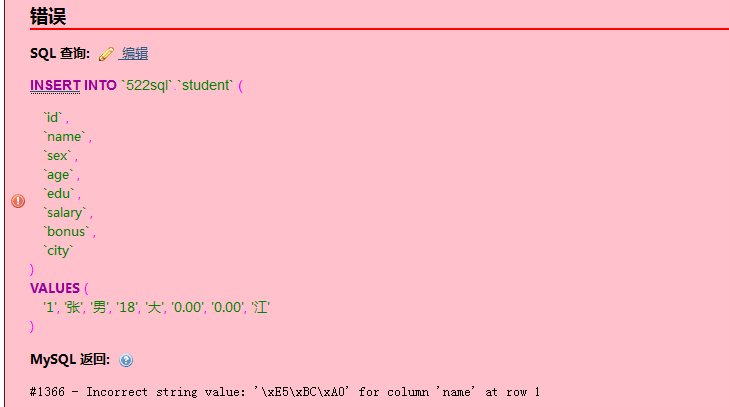 错误
SQL 查询: 编辑
INSERT INTO `522sql`.`student` (
`id` ,
`name` ,
`sex` ,
`age` ,
`edu` ,
`salary` ,
`bonus` ,
`city`
)
VALUES (
'1', '张', '男', '18', '大', '0.00', '0.00', '江'
)
MySQL 返回:
#1366 - Incorrect string value: '\xE5\xBC\xA0' for column 'name' at row 1